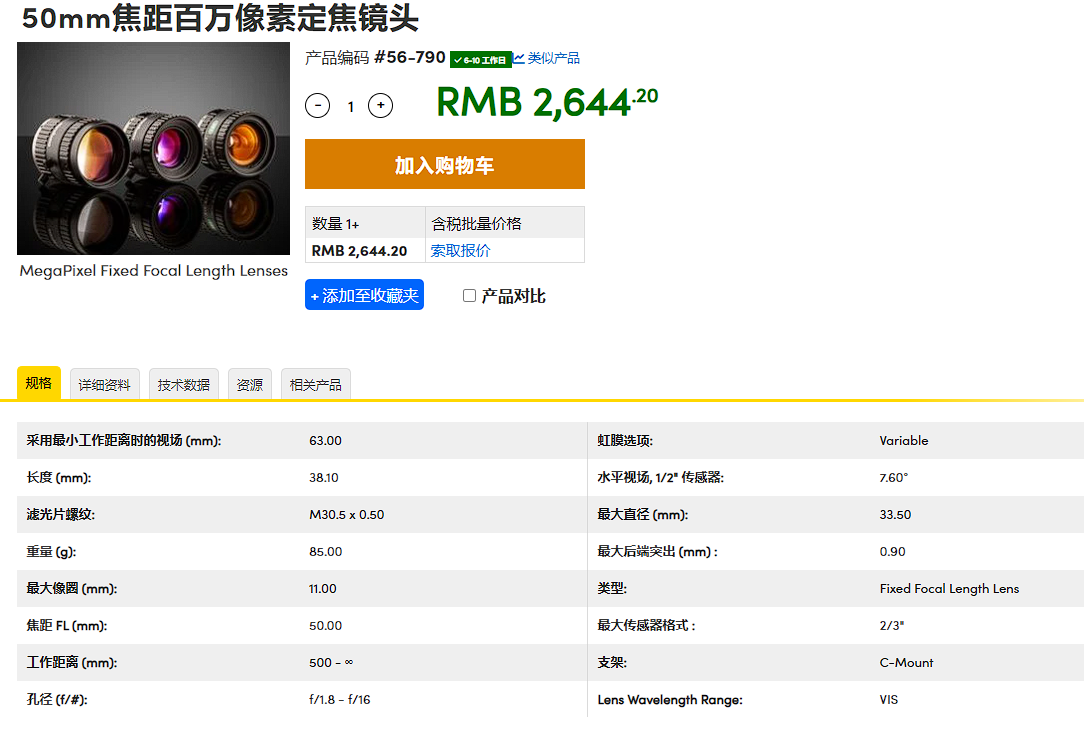 50mm焦距百万像素定焦镜头
产品编码 #56-790 ✓ 6-10 工作日 类似产品
- 1 + RMB 2,644.20
加入购物车
数量 1+ 含税批量价格
RMB 2,644.20 索取报价
MegaPixel Fixed Focal Length Lenses
+ 添加至收藏夹 产品对比
规格 详细资料 技术数据 资源 相关产品
采用最小工作距离时的视场 (mm): 63.00 虹膜选项: Variable
长度 (mm): 38.10 水平视场, 1/2" 传感器: 7.60°
滤光片螺纹: M30.5 x 0.50 最大直径 (mm): 33.50
重量 (g): 85.00 最大后端突出 (mm) : 0.90
最大像圆 (mm): 11.00 类型: Fixed Focal Length Lens
焦距 FL (mm): 50.00 最大传感器格式 : 2/3"
工作距离 (mm): 500 - ∞ 支架: C-Mount
孔径 (f/#): f/1.8 - f/16 Lens Wavelength Range: VIS